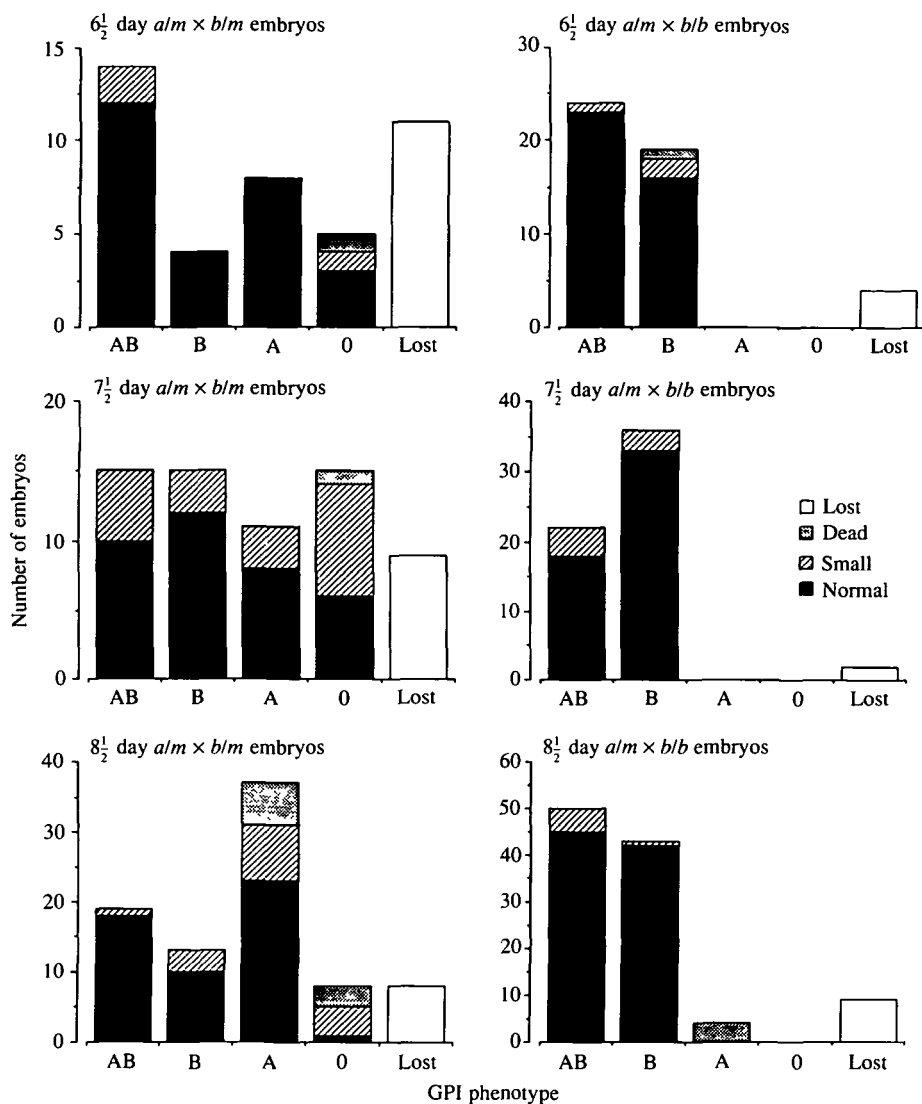 6½ day a/m × b/m embryos
15
10
5
0
AB B A 0 Lost
6½ day a/m × b/b embryos
30
20
10
0
AB B A 0 Lost
Number of embryos
7½ day a/m × b/m embryos
20
10
0
AB B A 0 Lost
7½ day a/m × b/b embryos
40
30
20
10
0
AB B A 0 Lost
Lost
Dead
Small
Normal
8½ day a/m × b/m embryos
40
30
20
10
0
AB B A 0 Lost
8½ day a/m × b/b embryos
60
50
40
30
20
10
0
AB B A 0 Lost
GPI phenotype